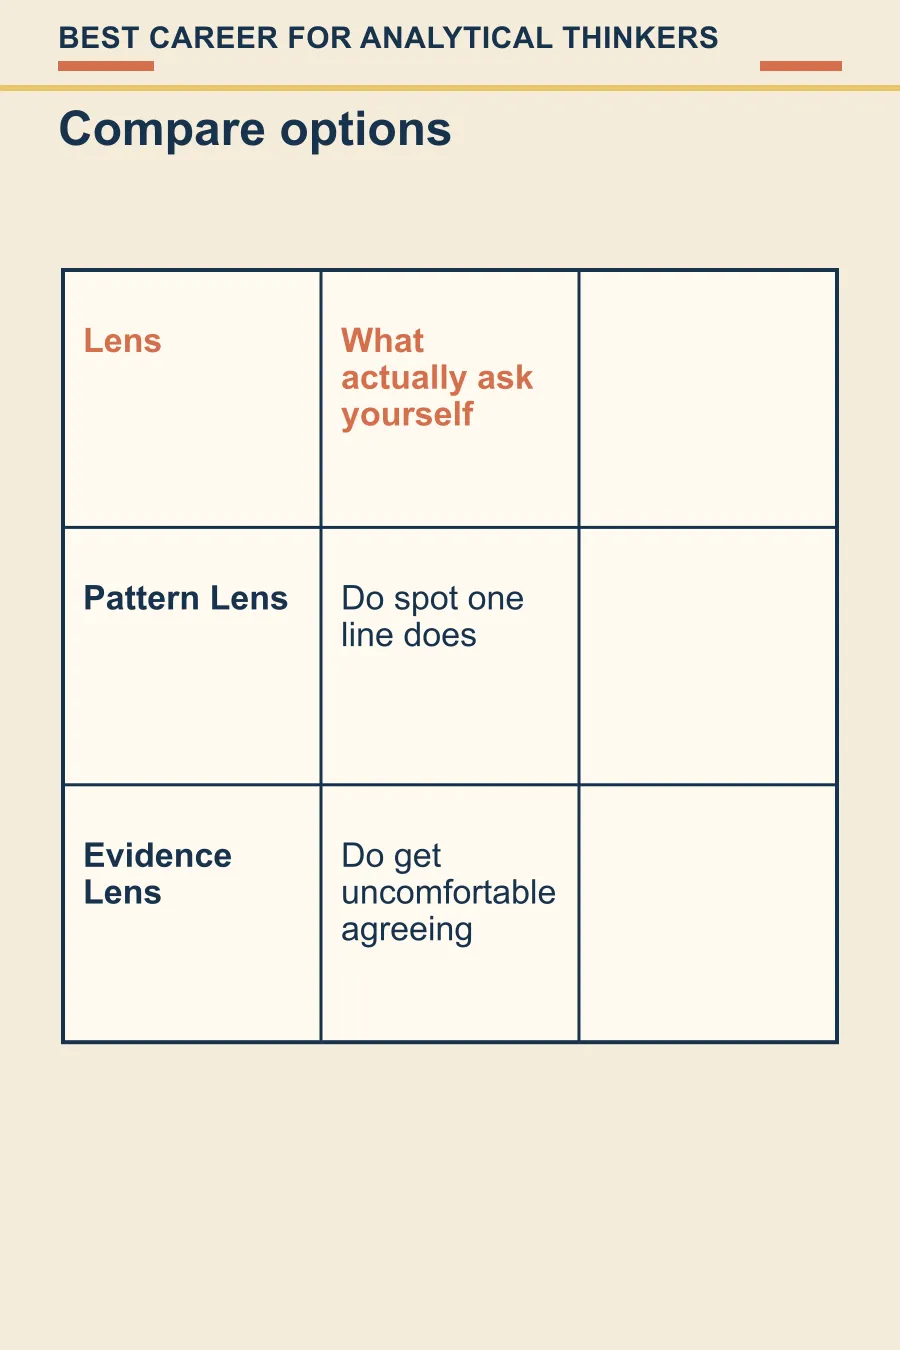 BEST CAREER FOR ANALYTICAL THINKERS
Compare options
Lens
What
actually ask
yourself
Pattern Lens
Do spot one
line does
Evidence
Lens
Do get
uncomfortable
agreeing